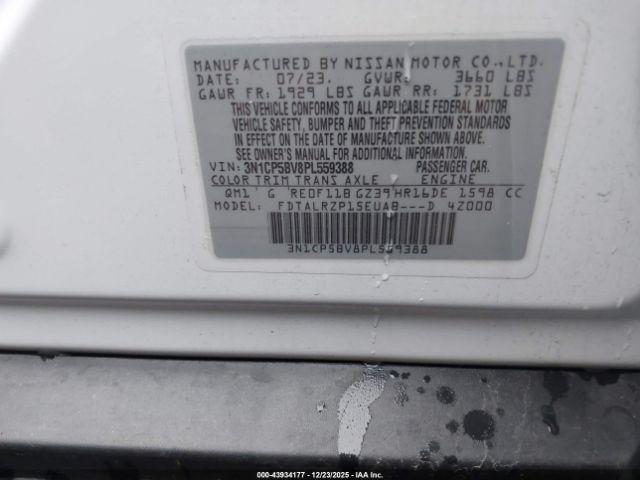 MANUFACTURED BY NISSAN MOTOR CO., LTD.
DATE: 07/23. GVWR: 3660 LBS
GAWR FR: 1929 LBS GAWR RR: 1731 LBS
THIS VEHICLE CONFORMS TO ALL APPLICABLE FEDERAL MOTOR
VEHICLE SAFETY, BUMPER AND THEFT PREVENTION STANDARDS
IN EFFECT ON THE DATE OF MANUFACTURE SHOWN ABOVE.
SEE OWNER'S MANUAL FOR ADDITIONAL INFORMATION.
VIN: 3N1CP5BV8PL559388 PASSENGER CAR.
COLOR TRIM TRANS AXLE ENGINE
QM1 G RE0F11B GZ39 HR16DE 1598 CC
MODEL FDTALRZP15EUAB---D 4Z000
3N1CP5BV8PL559388
© IAA 00-43934177 - 12/23/2025 - IAAI.COM